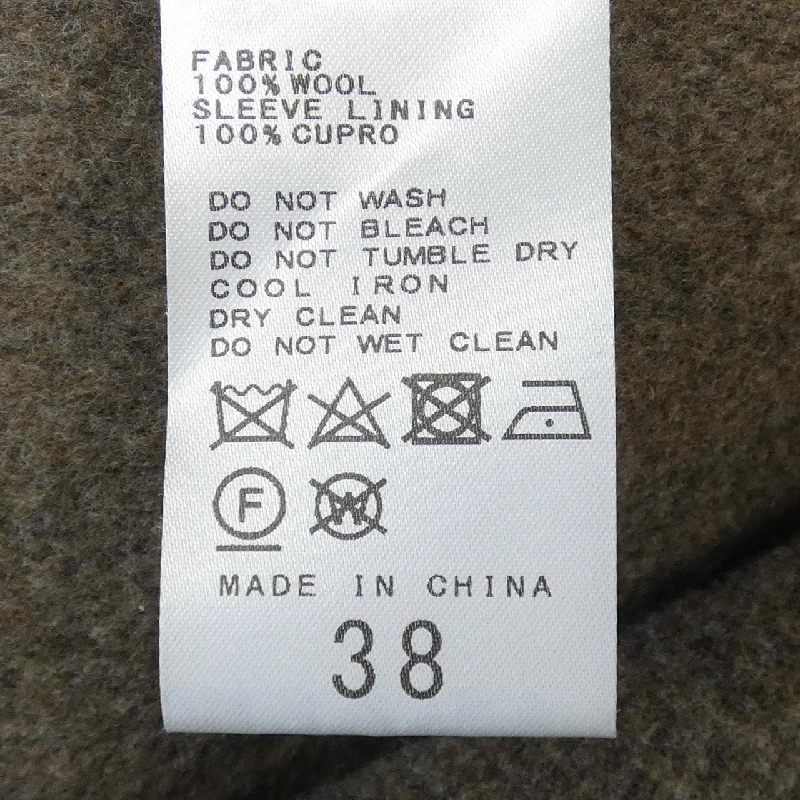 FABRIC
100% WOOL
SLEEVE LINING
100% CUPRO
DO NOT WASH
DO NOT BLEACH
DO NOT TUMBLE DRY
COOL IRON
DRY CLEAN
DO NOT WET CLEAN
F W
MADE IN CHINA
38